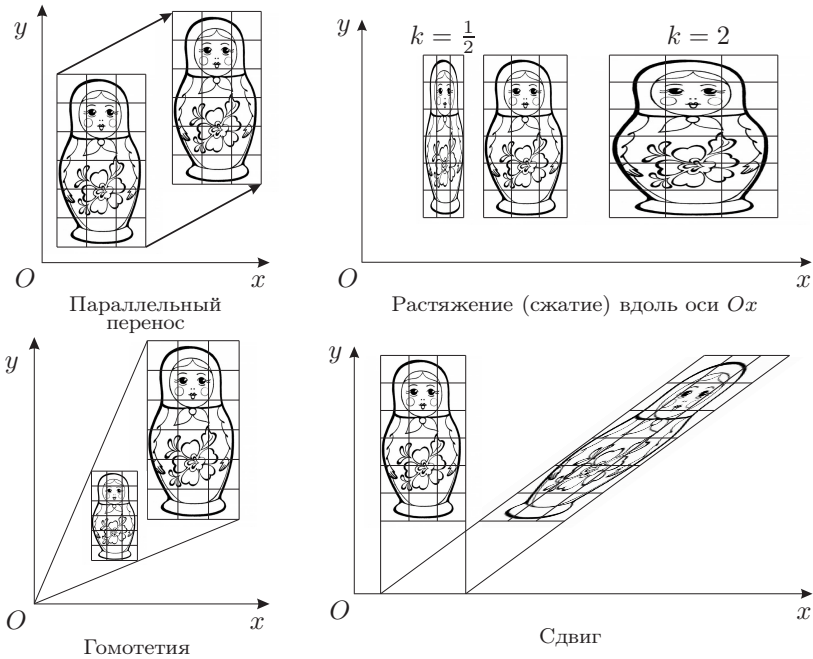 y
O
x
Параллельный
перенос
y
k = 1/2
k = 2
O
x
Растяжение (сжатие) вдоль оси Ox
y
O
x
Гомотетия
y
O
x
Сдвиг